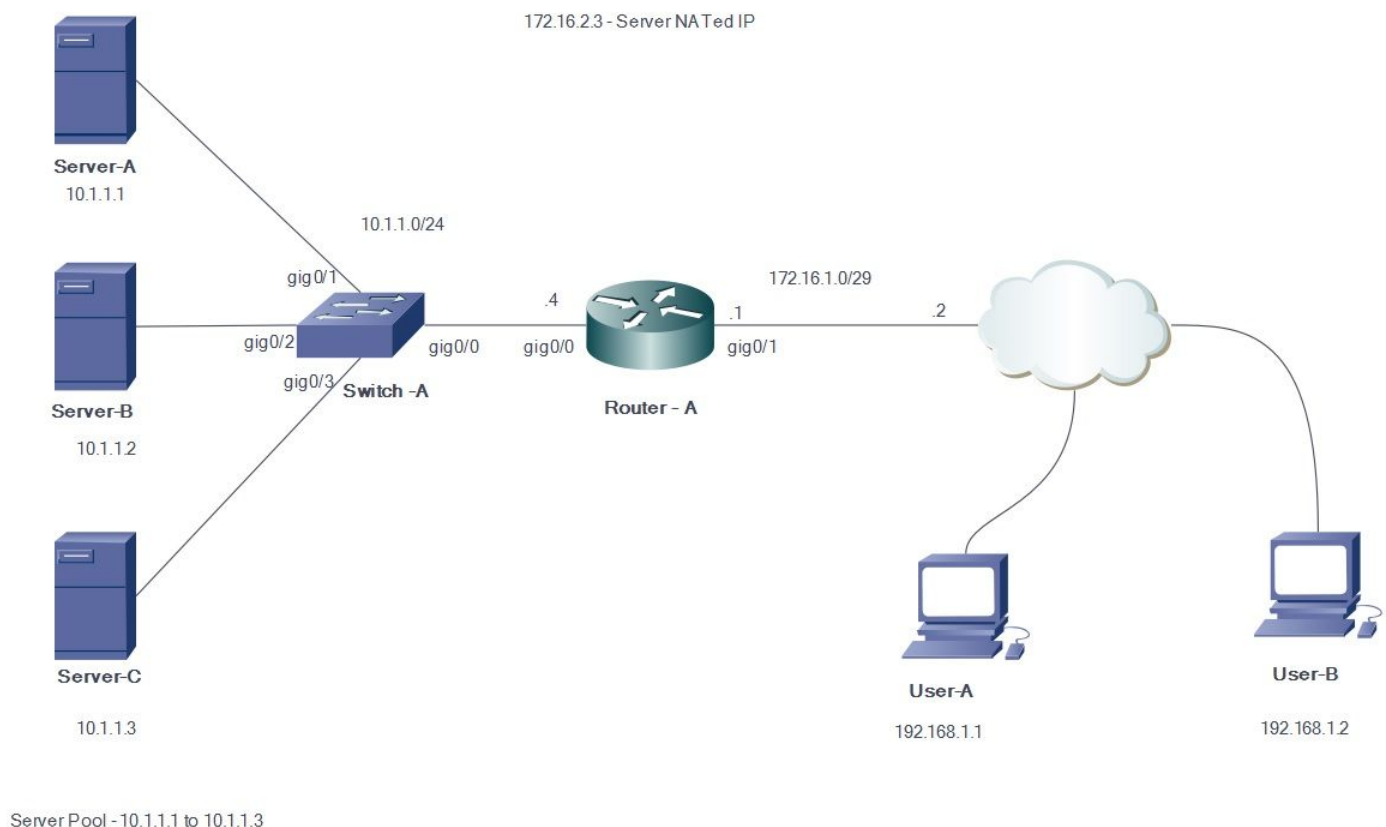 172.16.2.3 - Server NATed IP
Server-A
10.1.1.1
10.1.1.0/24
gig0/1
172.16.1.0/29
.4
.1
.2
gig0/2
gig0/0
gig0/0
gig0/1
gig0/3
Switch -A
Server-B
Router - A
10.1.1.2
Server-C
User-A
User-B
10.1.1.3
192.168.1.1
192.168.1.2
Server Pool - 10.1.1.1 to 10.1.1.3